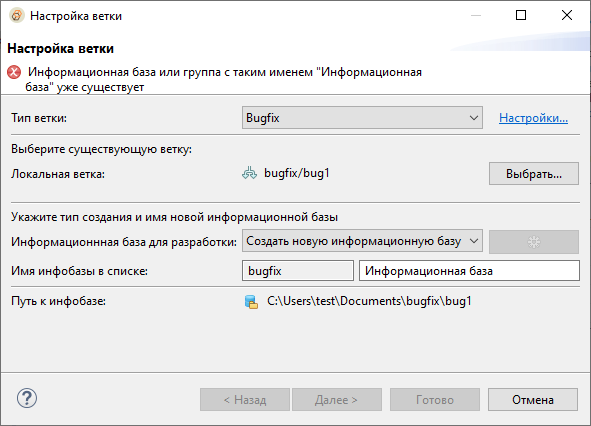 Настройка ветки
Настройка ветки
Информационная база или группа с таким именем "Информационная
база" уже существует
Тип ветки: Bugfix Настройки...
Выберите существующую ветку:
Локальная ветка: bugfix/bug1 Выбрать...
Укажите тип создания и имя новой информационной базы
Информационнная база для разработки: Создать новую информационную базу
Имя инфобазы в списке: bugfix Информационная база
Путь к инфобазе: C:\Users\test\Documents\bugfix\bug1
? < Назад Далее > Готово Отмена